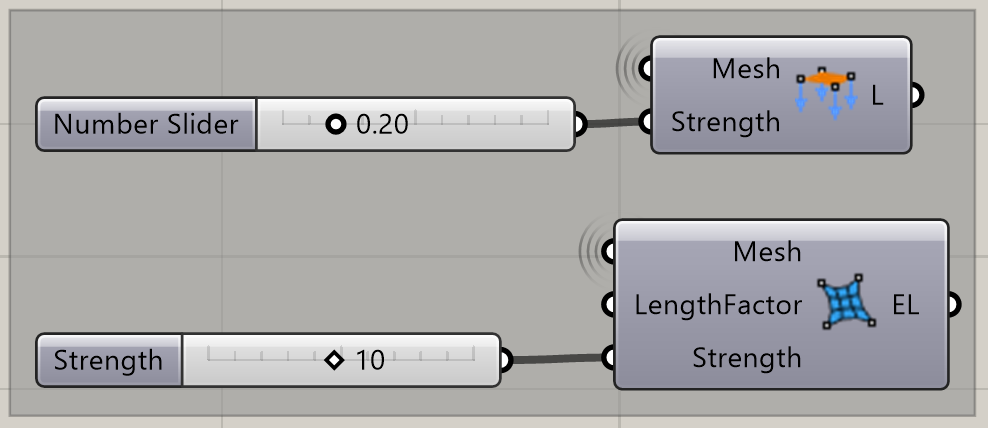 Number Slider 0.20
Mesh
Strength
L
Strength 10
Mesh
LengthFactor
Strength
EL